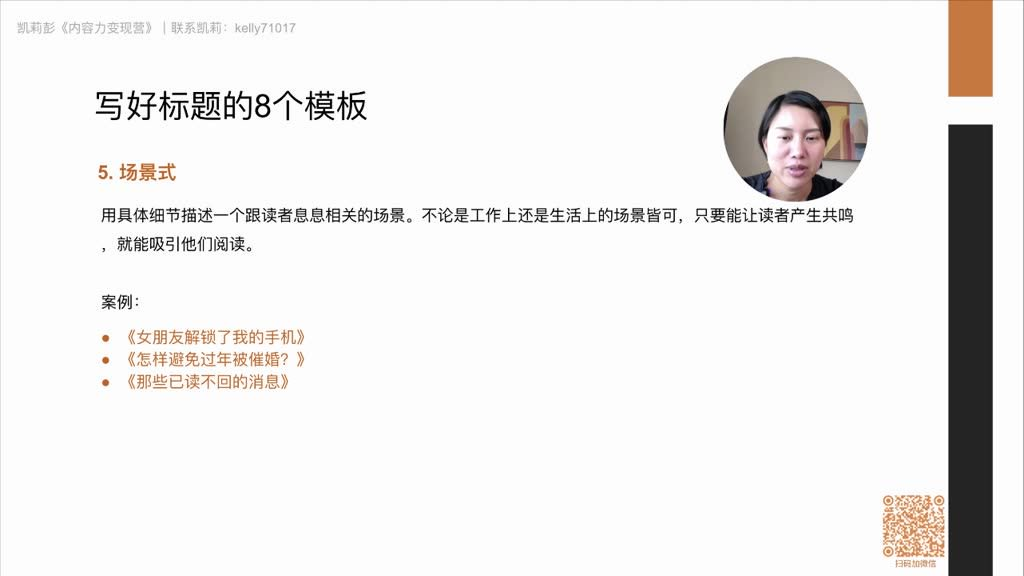 凯莉彭《内容力变现营》｜联系凯莉：kelly71017
写好标题的8个模板
5. 场景式
用具体细节描述一个跟读者息息相关的场景。不论是工作上还是生活上的场景皆可，只要能让读者产生共鸣
，就能吸引他们阅读。
案例：
● 《女朋友解锁了我的手机》
● 《怎样避免过年被催婚？》
● 《那些已读不回的消息》
扫码加微信